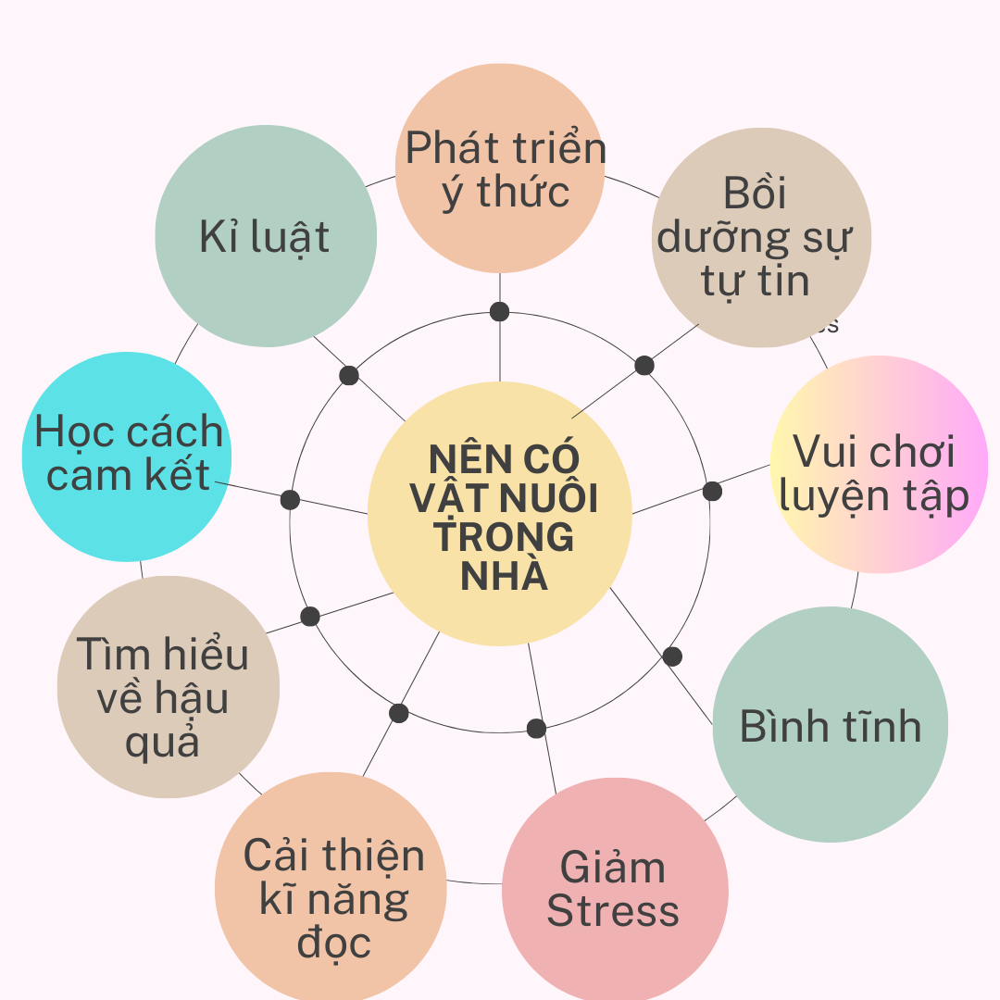 Phát triển
ý thức
Bồi
dưỡng sự
tự tin
Kỉ luật
Học cách
cam kết
Vui chơi
luyện tập
NÊN CÓ
VẬT NUÔI
TRONG
NHÀ
Tìm hiểu
về hậu
quả
Bình tĩnh
Cải thiện
kĩ năng
đọc
Giảm
Stress